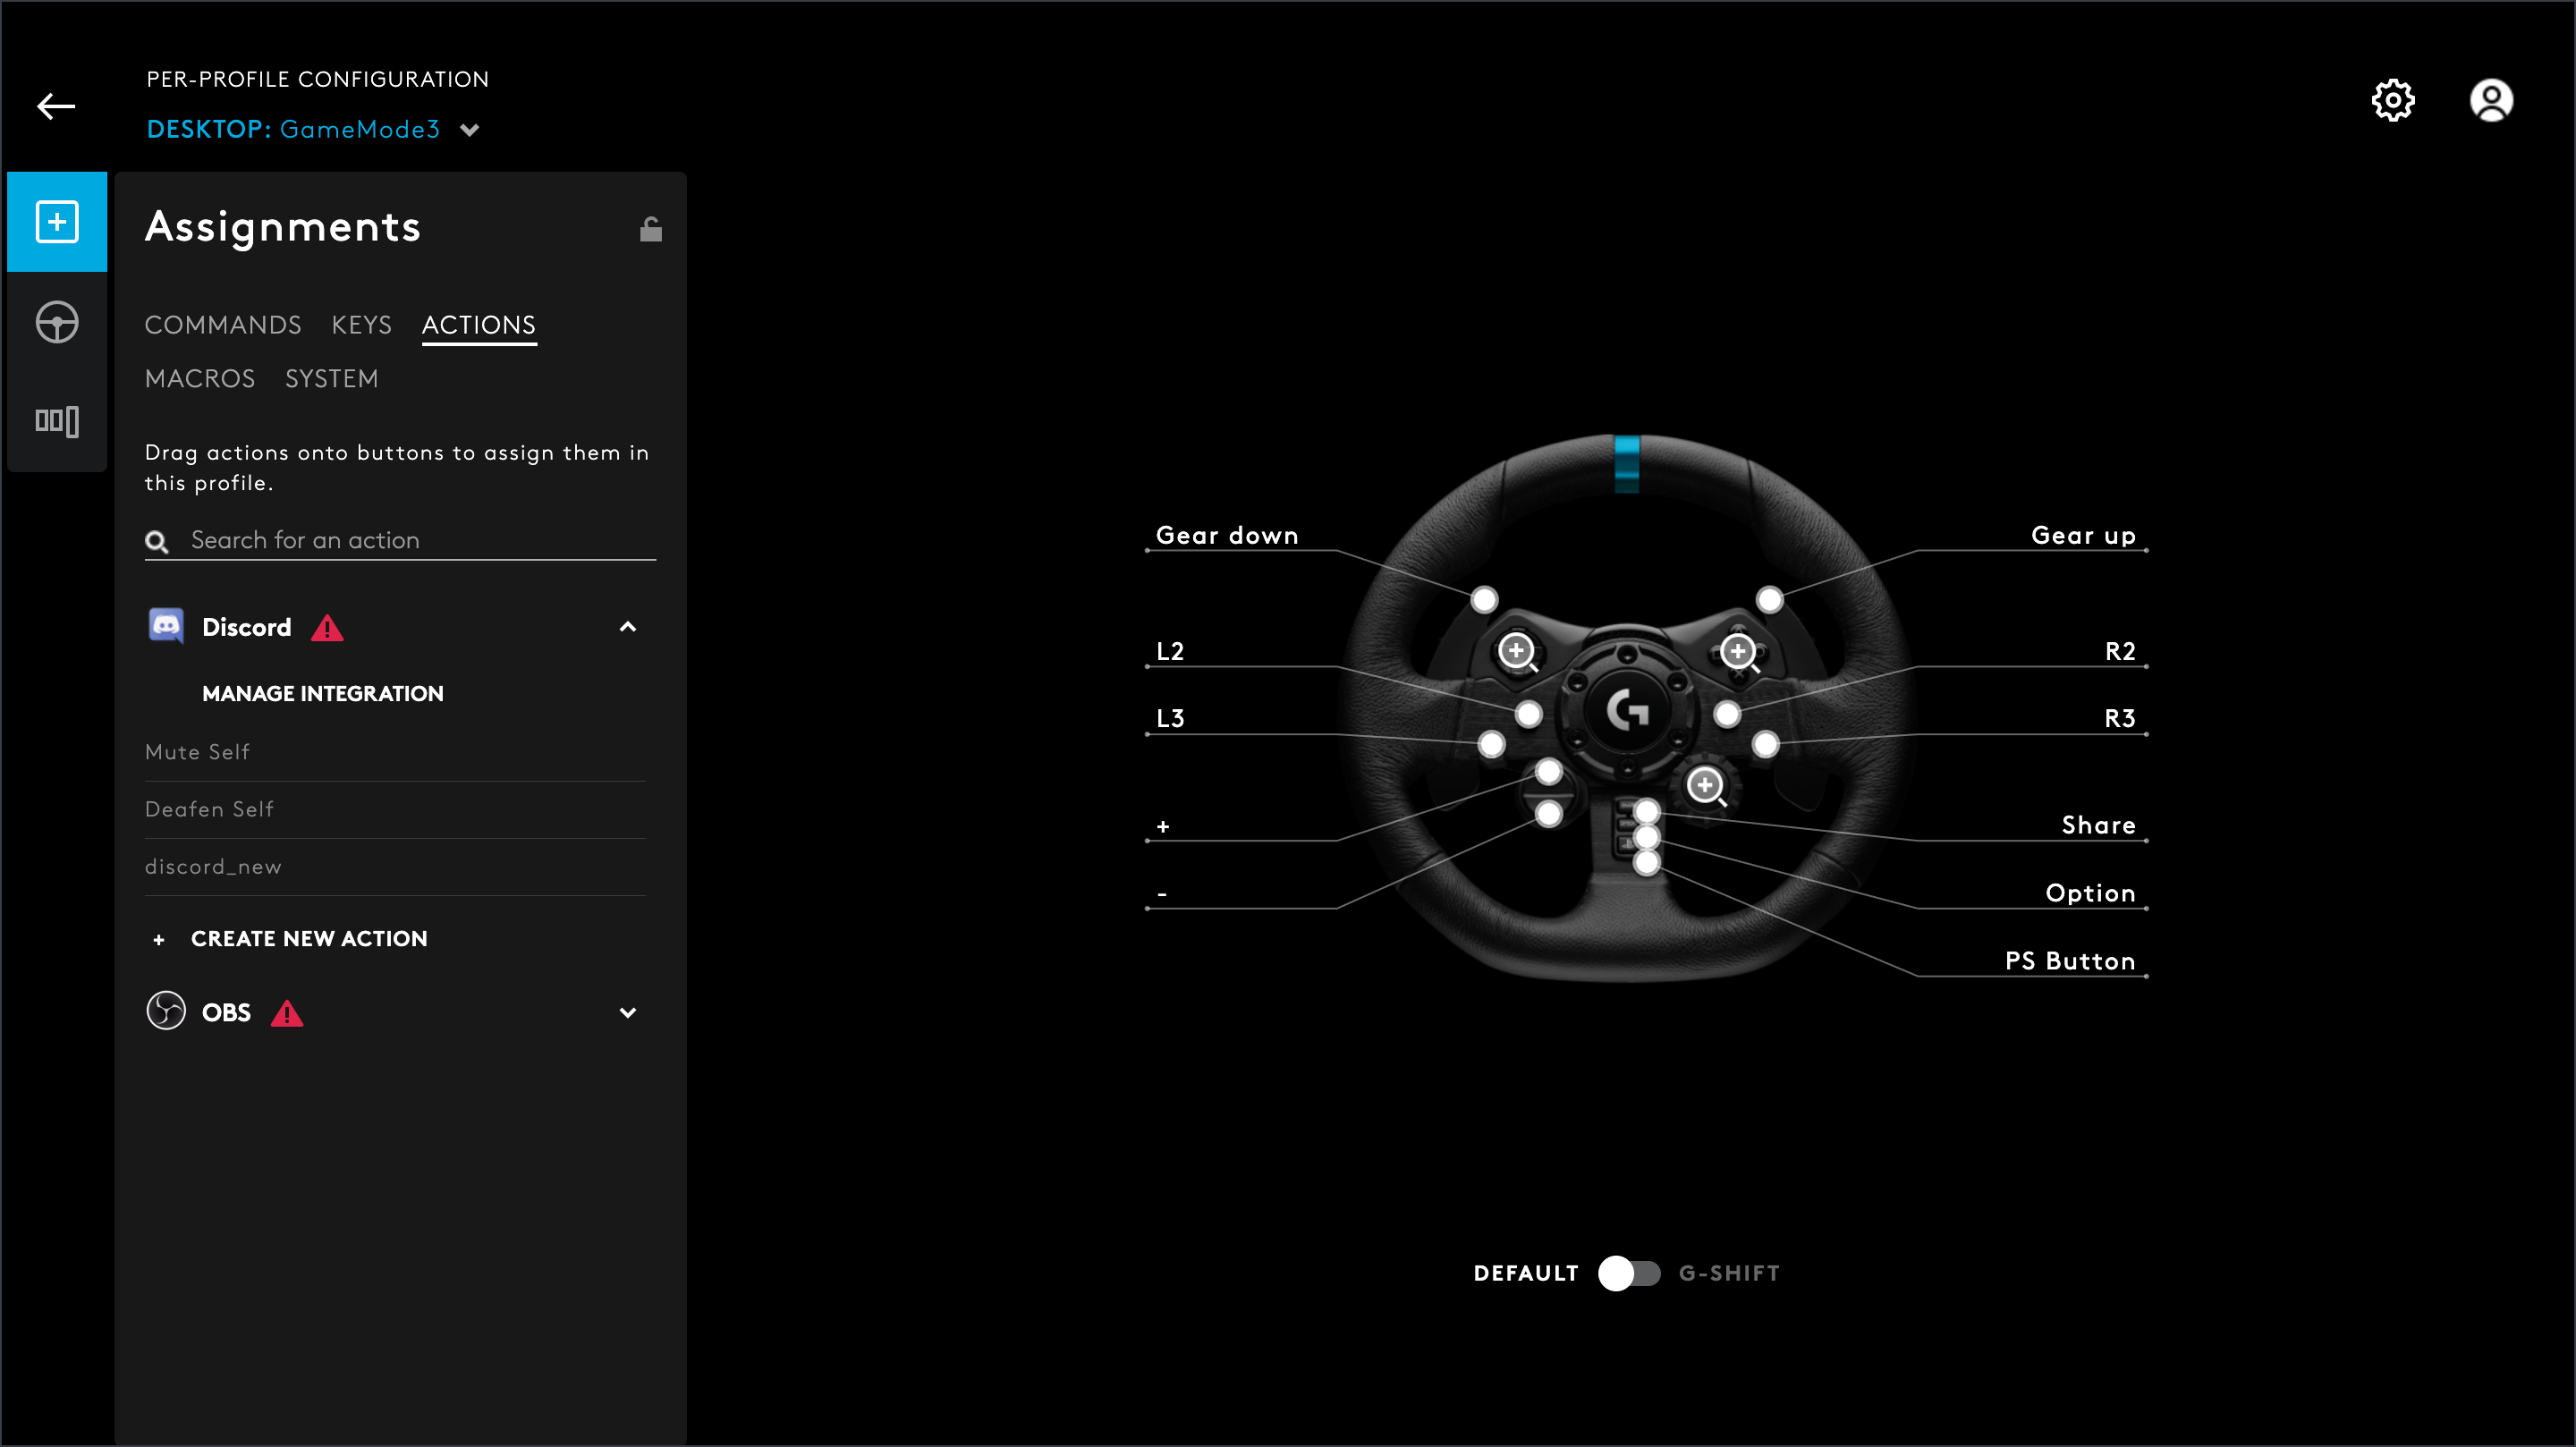 PER-PROFILE CONFIGURATION
DESKTOP: GameMode3
Assignments
COMMANDS KEYS ACTIONS
MACROS SYSTEM
Drag actions onto buttons to assign them in
this profile.
Search for an action
Discord
MANAGE INTEGRATION
Mute Self
Deafen Self
discord_new
+ CREATE NEW ACTION
OBS
Gear down
Gear up
L2
R2
L3
R3
+
Share
-
Option
PS Button
DEFAULT G-SHIFT